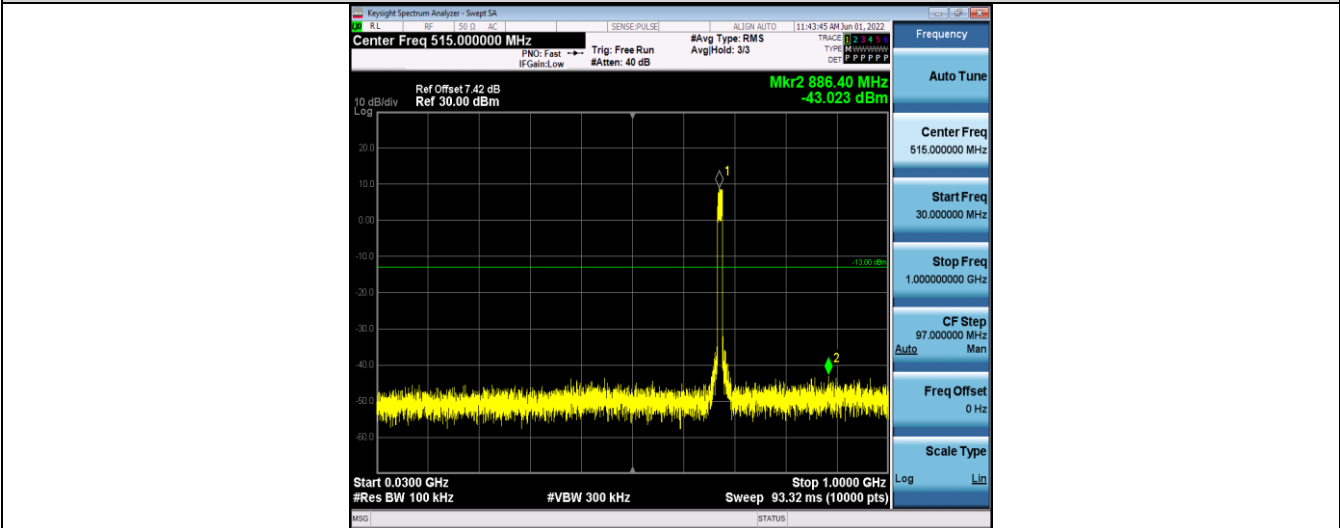 Keysight Spectrum Analyzer - Swept SA
RL RF 50 Ω AC SENSE:PULSE ALIGN AUTO 11:43:45 AM Jun 01, 2022
Center Freq 515.000000 MHz
PNO: Fast
IFGain:Low
Trig: Free Run
#Atten: 40 dB
#Avg Type: RMS
Avg|Hold: 3/3
TRACE 1 2 3 4 5 6
TYPE M W W W W W
DET P P P P P P
Mkr2 886.40 MHz
-43.023 dBm
Ref Offset 7.42 dB
Ref 30.00 dBm
10 dB/div
Log
20.0
10.0
0.00
-10.0
-20.0
-30.0
-40.0
-50.0
-60.0
1
-13.00 dBm
2
Start 0.0300 GHz
Stop 1.0000 GHz
#Res BW 100 kHz
#VBW 300 kHz
Sweep 93.32 ms (10000 pts)
MSG
STATUS
Frequency
Auto Tune
Center Freq
515.000000 MHz
Start Freq
30.000000 MHz
Stop Freq
1.000000000 GHz
CF Step
97.000000 MHz
Auto Man
Freq Offset
0 Hz
Scale Type
Log Lin